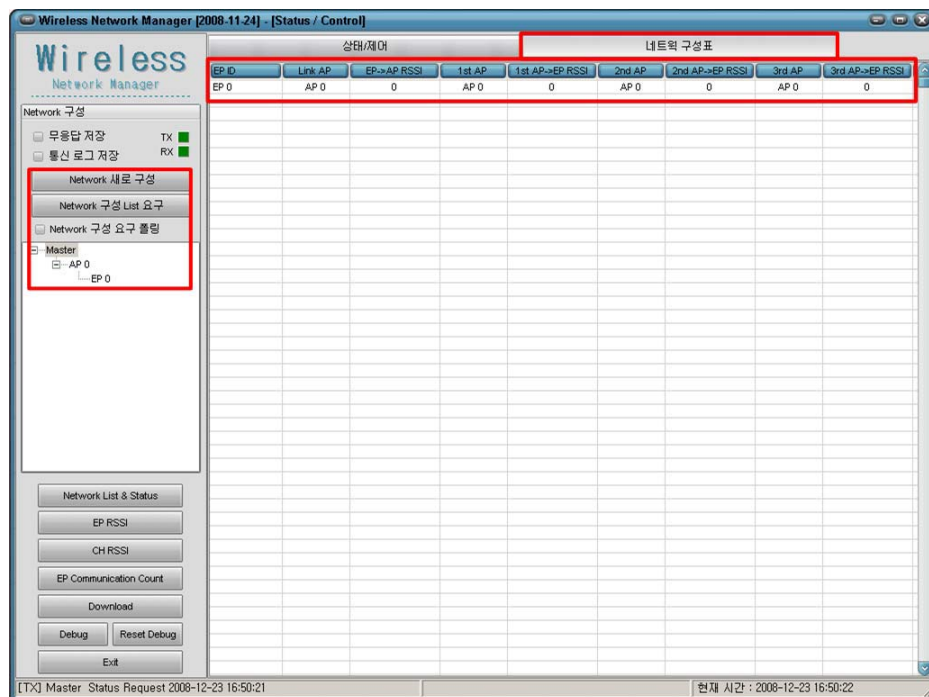 Wireless Network Manager [2008-11-24] - [Status / Control]
Wireless
Network Manager
상태/제어
네트웍 구성표
EP ID Link AP EP->AP RSSI 1st AP 1st AP->EP RSSI 2nd AP 2nd AP->EP RSSI 3rd AP 3rd AP->EP RSSI
EP 0 AP 0 0 AP 0 0 AP 0 0 AP 0 0
Network 구성
무응답 저장 TX
통신 로그 저장 RX
Network 새로 구성
Network 구성 List 요구
Network 구성 요구 폴링
Master
AP 0
EP 0
Network List & Status
EP RSSI
CH RSSI
EP Communication Count
Download
Debug Reset Debug
Exit
[TX] Master Status Request 2008-12-23 16:50:21
현재 시간 : 2008-12-23 16:50:22